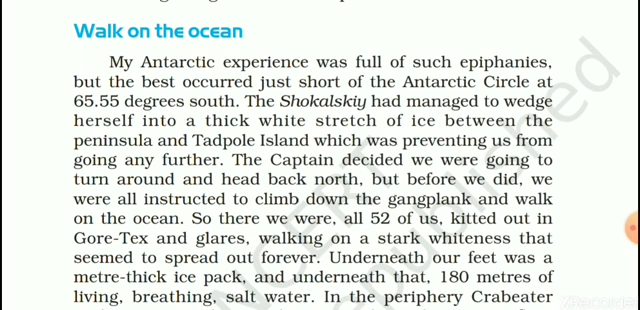 Walk on the ocean
My Antarctic experience was full of such epiphanies,
but the best occurred just short of the Antarctic Circle at
65.55 degrees south. The Shokalskiy had managed to wedge
herself into a thick white stretch of ice between the
peninsula and Tadpole Island which was preventing us from
going any further. The Captain decided we were going to
turn around and head back north, but before we did, we
were all instructed to climb down the gangplank and walk
on the ocean. So there we were, all 52 of us, kitted out in
Gore-Tex and glares, walking on a stark whiteness that
seemed to spread out forever. Underneath our feet was a
metre-thick ice pack, and underneath that, 180 metres of
living, breathing, salt water. In the periphery Crabeater
NCERT
republished
XRecorder